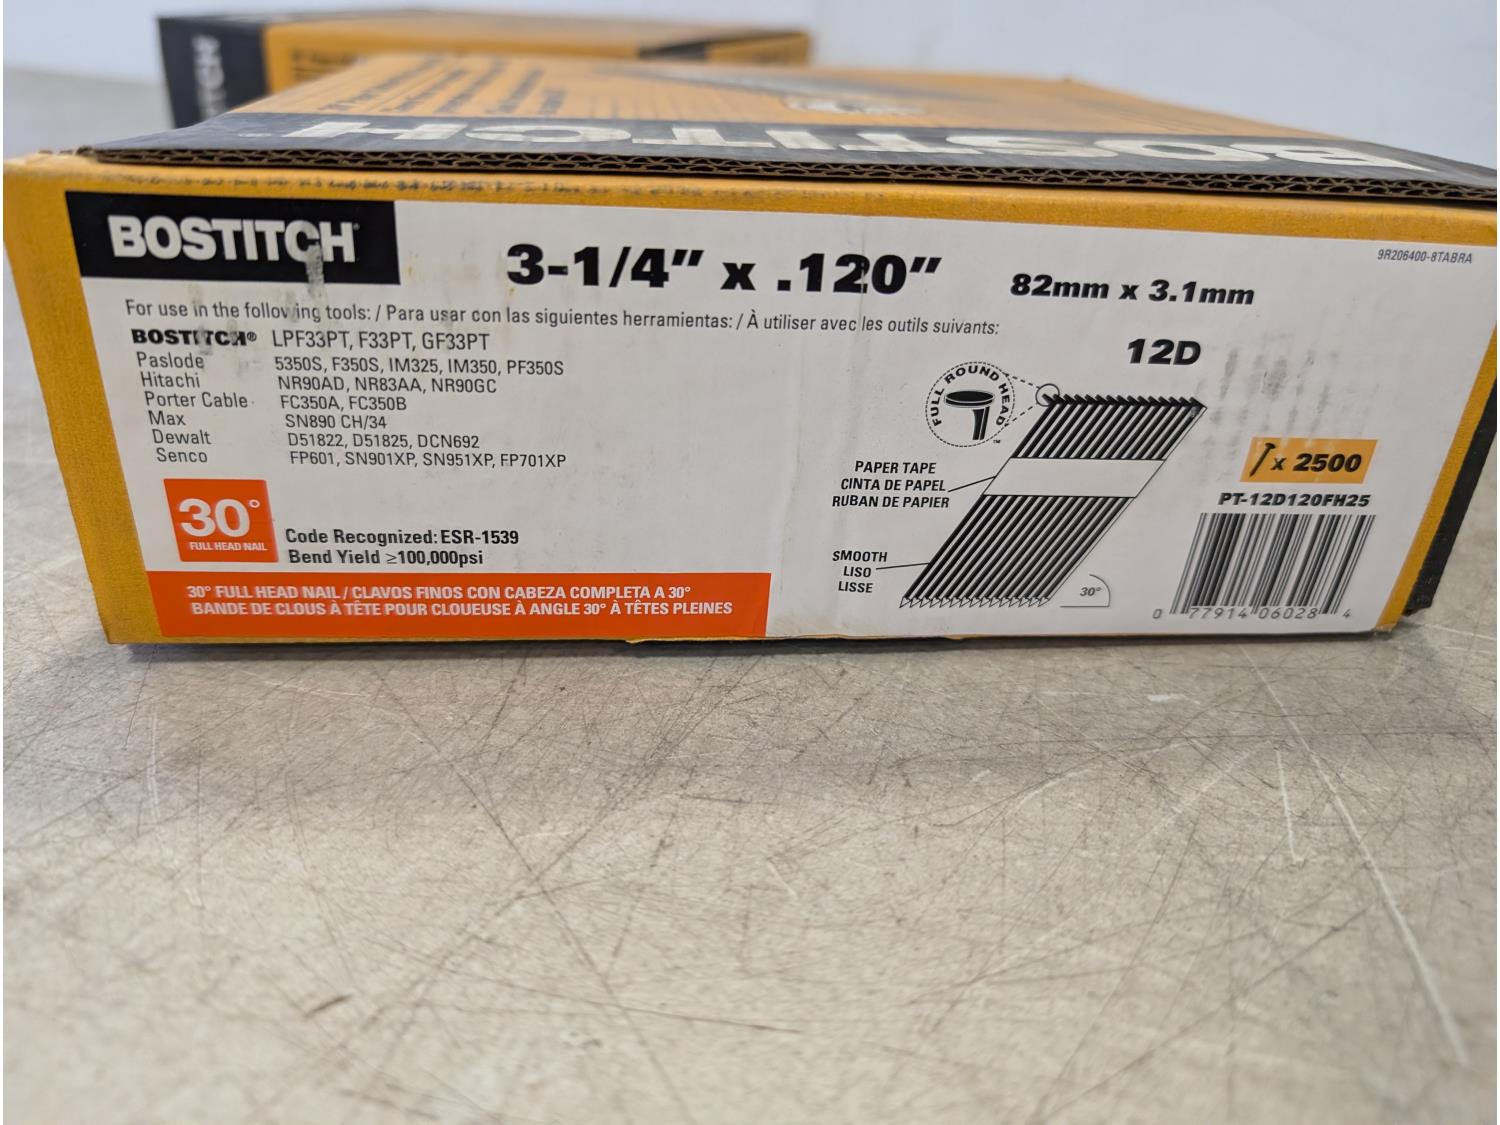 TCH
BOSTITCH
BOSTITCH
3-1/4" x .120"
82mm x 3.1mm
9R206400-8TABRA
For use in the following tools: / Para usar con las siguientes herramientas: / À utiliser avec les outils suivants:
BOSTITCH® LPF33PT, F33PT, GF33PT
Paslode 5350S, F350S, IM325, IM350, PF350S
Hitachi NR90AD, NR83AA, NR90GC
Porter Cable FC350A, FC350B
Max SN890 CH/34
Dewalt D51822, D51825, DCN692
Senco FP601, SN901XP, SN951XP, FP701XP
12D
FULL ROUND HEAD
™
PAPER TAPE
CINTA DE PAPEL
RUBAN DE PAPIER
SMOOTH
LISO
LISSE
30°
x 2500
PT-12D120FH25
0 77914 06028 4
30°
FULL HEAD NAIL
Code Recognized: ESR-1539
Bend Yield ≥100,000psi
30° FULL HEAD NAIL / CLAVOS FINOS CON CABEZA COMPLETA A 30°
BANDE DE CLOUS À TÊTE POUR CLOUEUSE À ANGLE 30° À TÊTES PLEINES